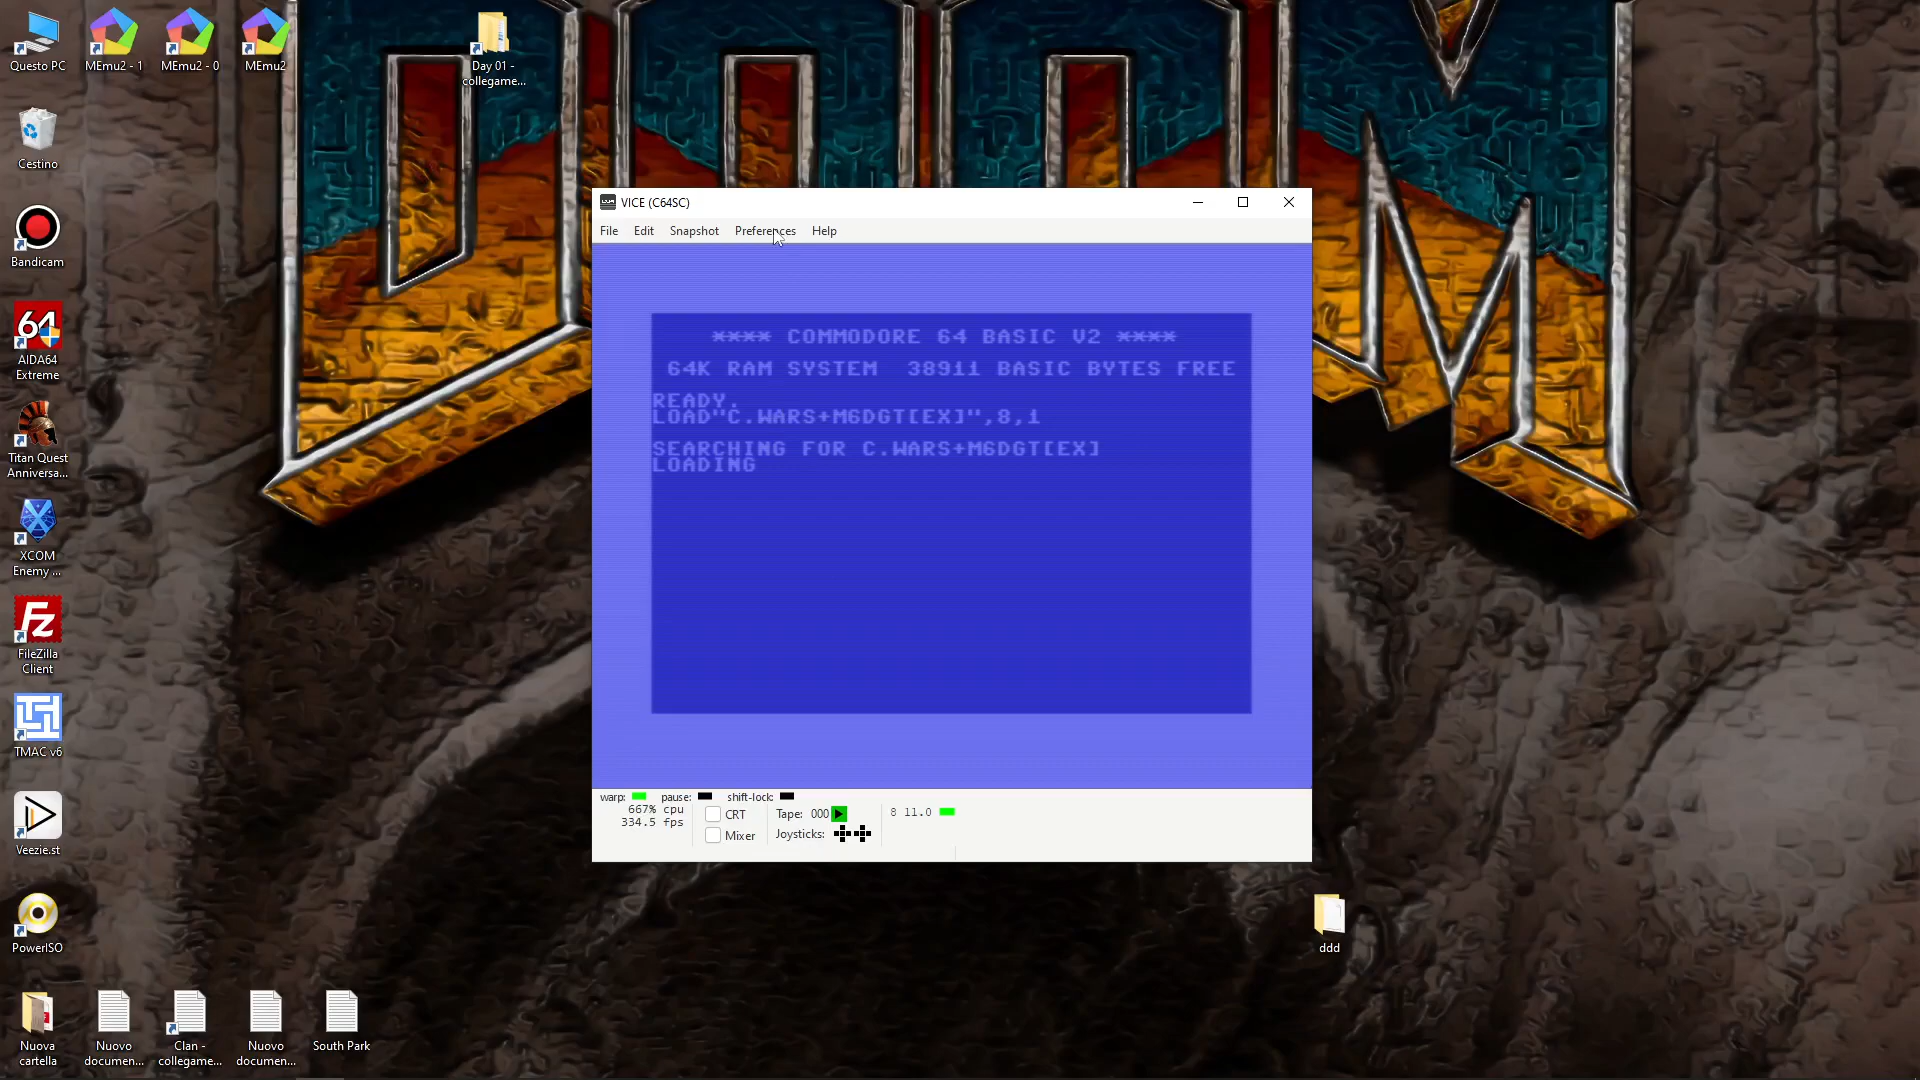 Questo PC
MEmu2 - 1
MEmu2 - 0
MEmu2
Day 01 -
collegame...
Cestino
Bandicam
64
AIDA64
Extreme
Titan Quest
Anniversa...
XCOM
Enemy ...
Fz
FileZilla
Client
TMAC v6
Veezie.st
PowerISO
Nuova
cartella
Nuovo
documen...
Clan -
collegame...
Nuovo
documen...
South Park
ddd
VICE (C64SC)
File Edit Snapshot Preferences Help
**** COMMODORE 64 BASIC V2 ****
64K RAM SYSTEM 38911 BASIC BYTES FREE
READY.
LOAD"C.WARS+M6DGT[EX]",8,1
SEARCHING FOR C.WARS+M6DGT[EX]
LOADING
warp: pause: shift-lock:
667% cpu
334.5 fps
CRT
Mixer
Tape: 000
Joysticks:
8 11.0
DOOM